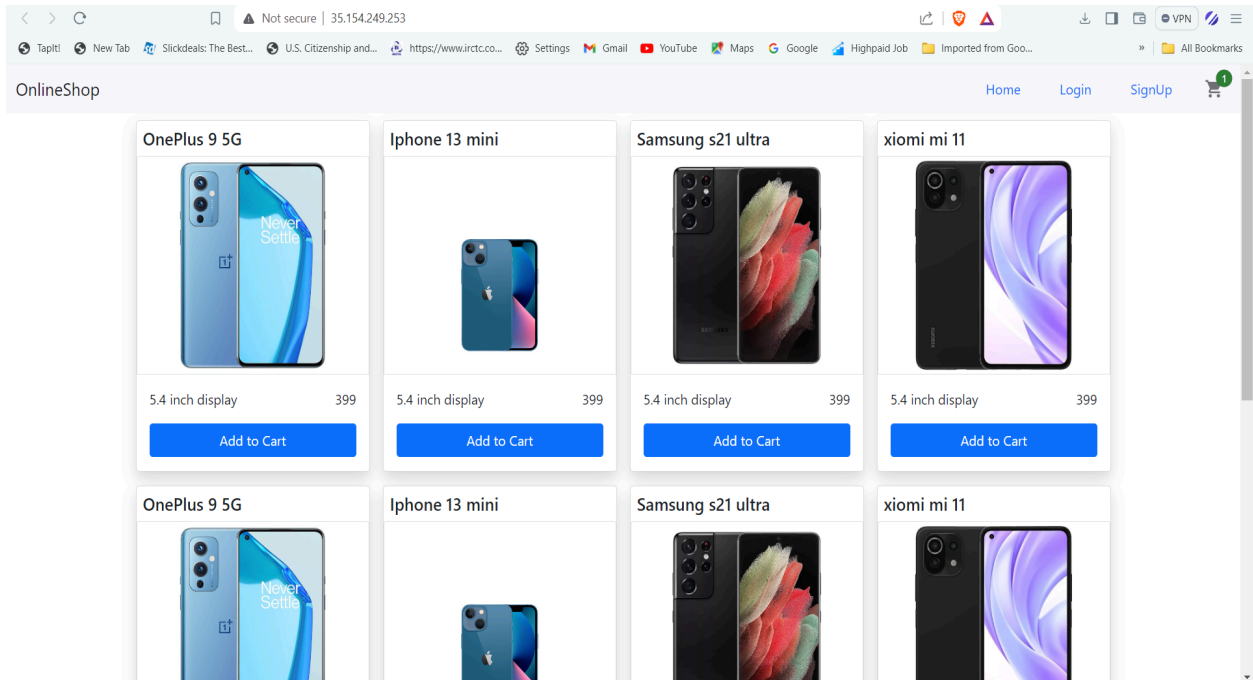 Not secure 35.154.249.253 VPN
TapIt! New Tab Slickdeals: The Best... U.S. Citizenship and... https://www.irctc.co... Settings Gmail YouTube Maps Google Highpaid Job Imported from Goo... » All Bookmarks
OnlineShop Home Login SignUp 1
OnePlus 9 5G Iphone 13 mini Samsung s21 ultra xiomi mi 11
Never
Settle
SAMSUNG
xiaomi
5.4 inch display 399 5.4 inch display 399 5.4 inch display 399 5.4 inch display 399
Add to Cart Add to Cart Add to Cart Add to Cart
OnePlus 9 5G Iphone 13 mini Samsung s21 ultra xiomi mi 11
Never
Settle